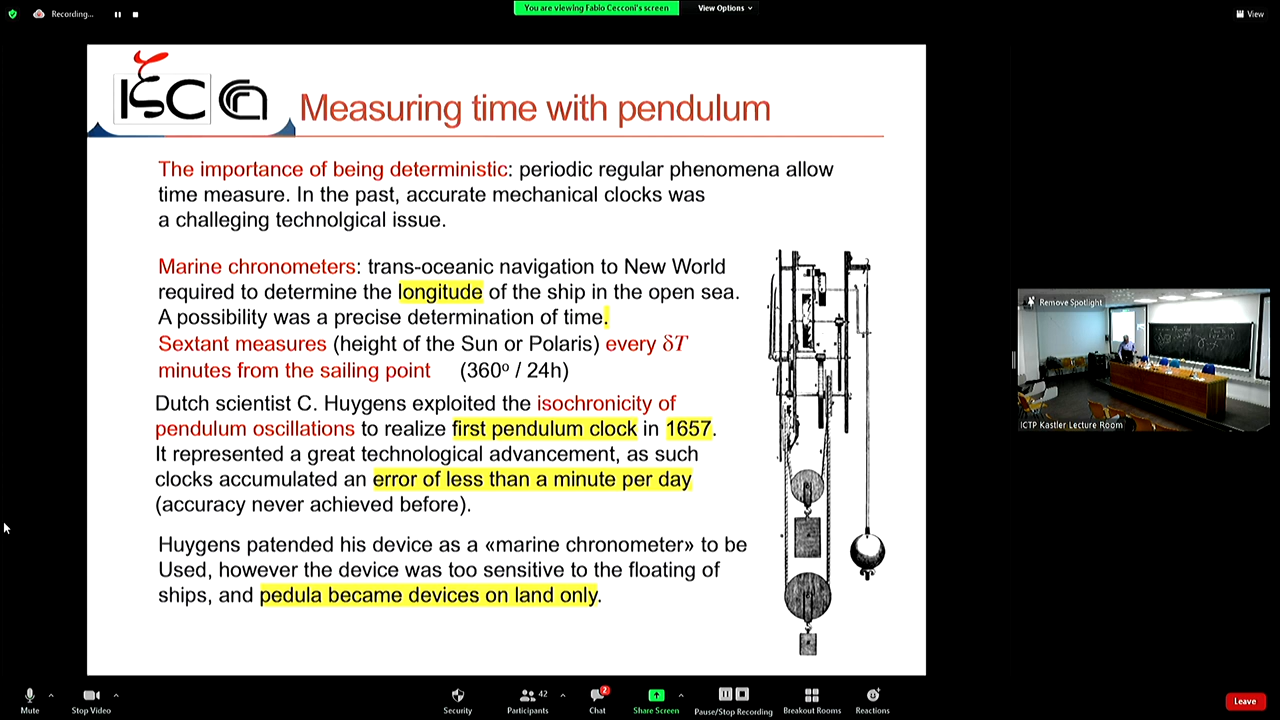 Recording...
You are viewing Fabio Cecconi's screen
View Options
View
ISC
Measuring time with pendulum
The importance of being deterministic: periodic regular phenomena allow
time measure. In the past, accurate mechanical clocks was
a challeging technolgical issue.
Marine chronometers: trans-oceanic navigation to New World
required to determine the longitude of the ship in the open sea.
A possibility was a precise determination of time.
Sextant measures (height of the Sun or Polaris) every δT
minutes from the sailing point (360º / 24h)
Dutch scientist C. Huygens exploited the isochronicity of
pendulum oscillations to realize first pendulum clock in 1657.
It represented a great technological advancement, as such
clocks accumulated an error of less than a minute per day
(accuracy never achieved before).
Huygens patended his device as a «marine chronometer» to be
Used, however the device was too sensitive to the floating of
ships, and pedula became devices on land only.
Remove Spotlight
ICTP Kastler Lecture Room
Mute
Stop Video
Security
42
Participants
2
Chat
Share Screen
Pause/Stop Recording
Breakout Rooms
Reactions
Leave